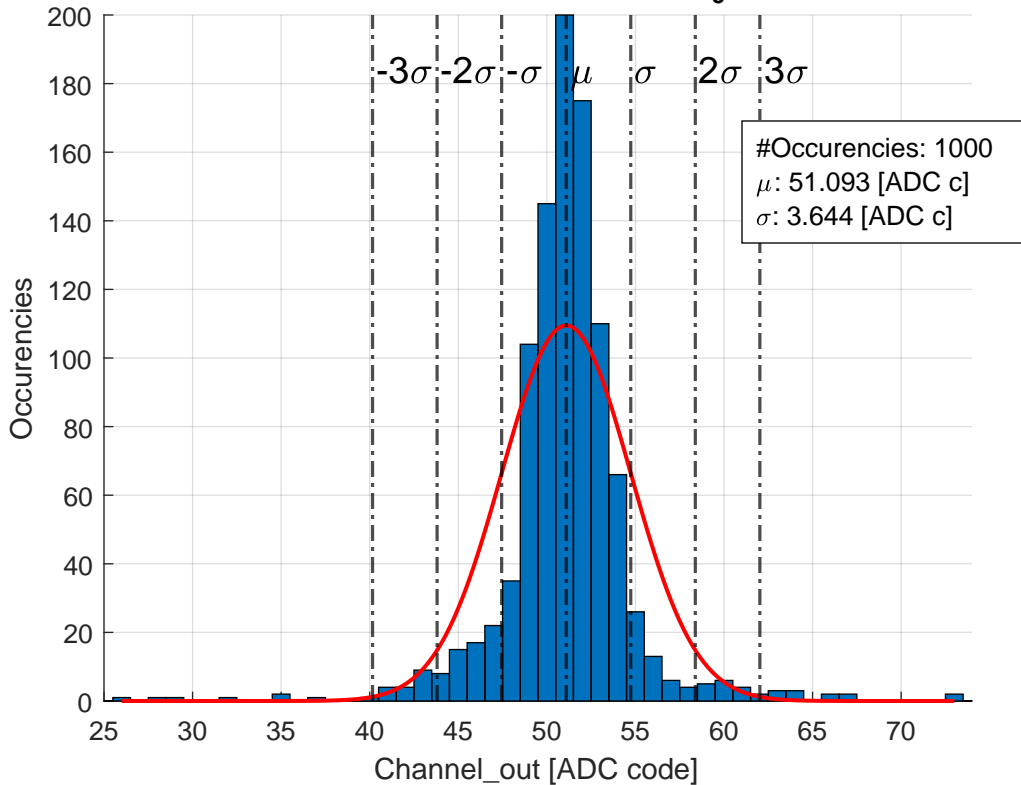 200
180
160
140
120
100
80
60
40
20
0
Occurencies
-3σ -2σ -σ μ σ 2σ 3σ
#Occurencies: 1000
μ: 51.093 [ADC c]
σ: 3.644 [ADC c]
25 30 35 40 45 50 55 60 65 70
Channel_out [ADC code]